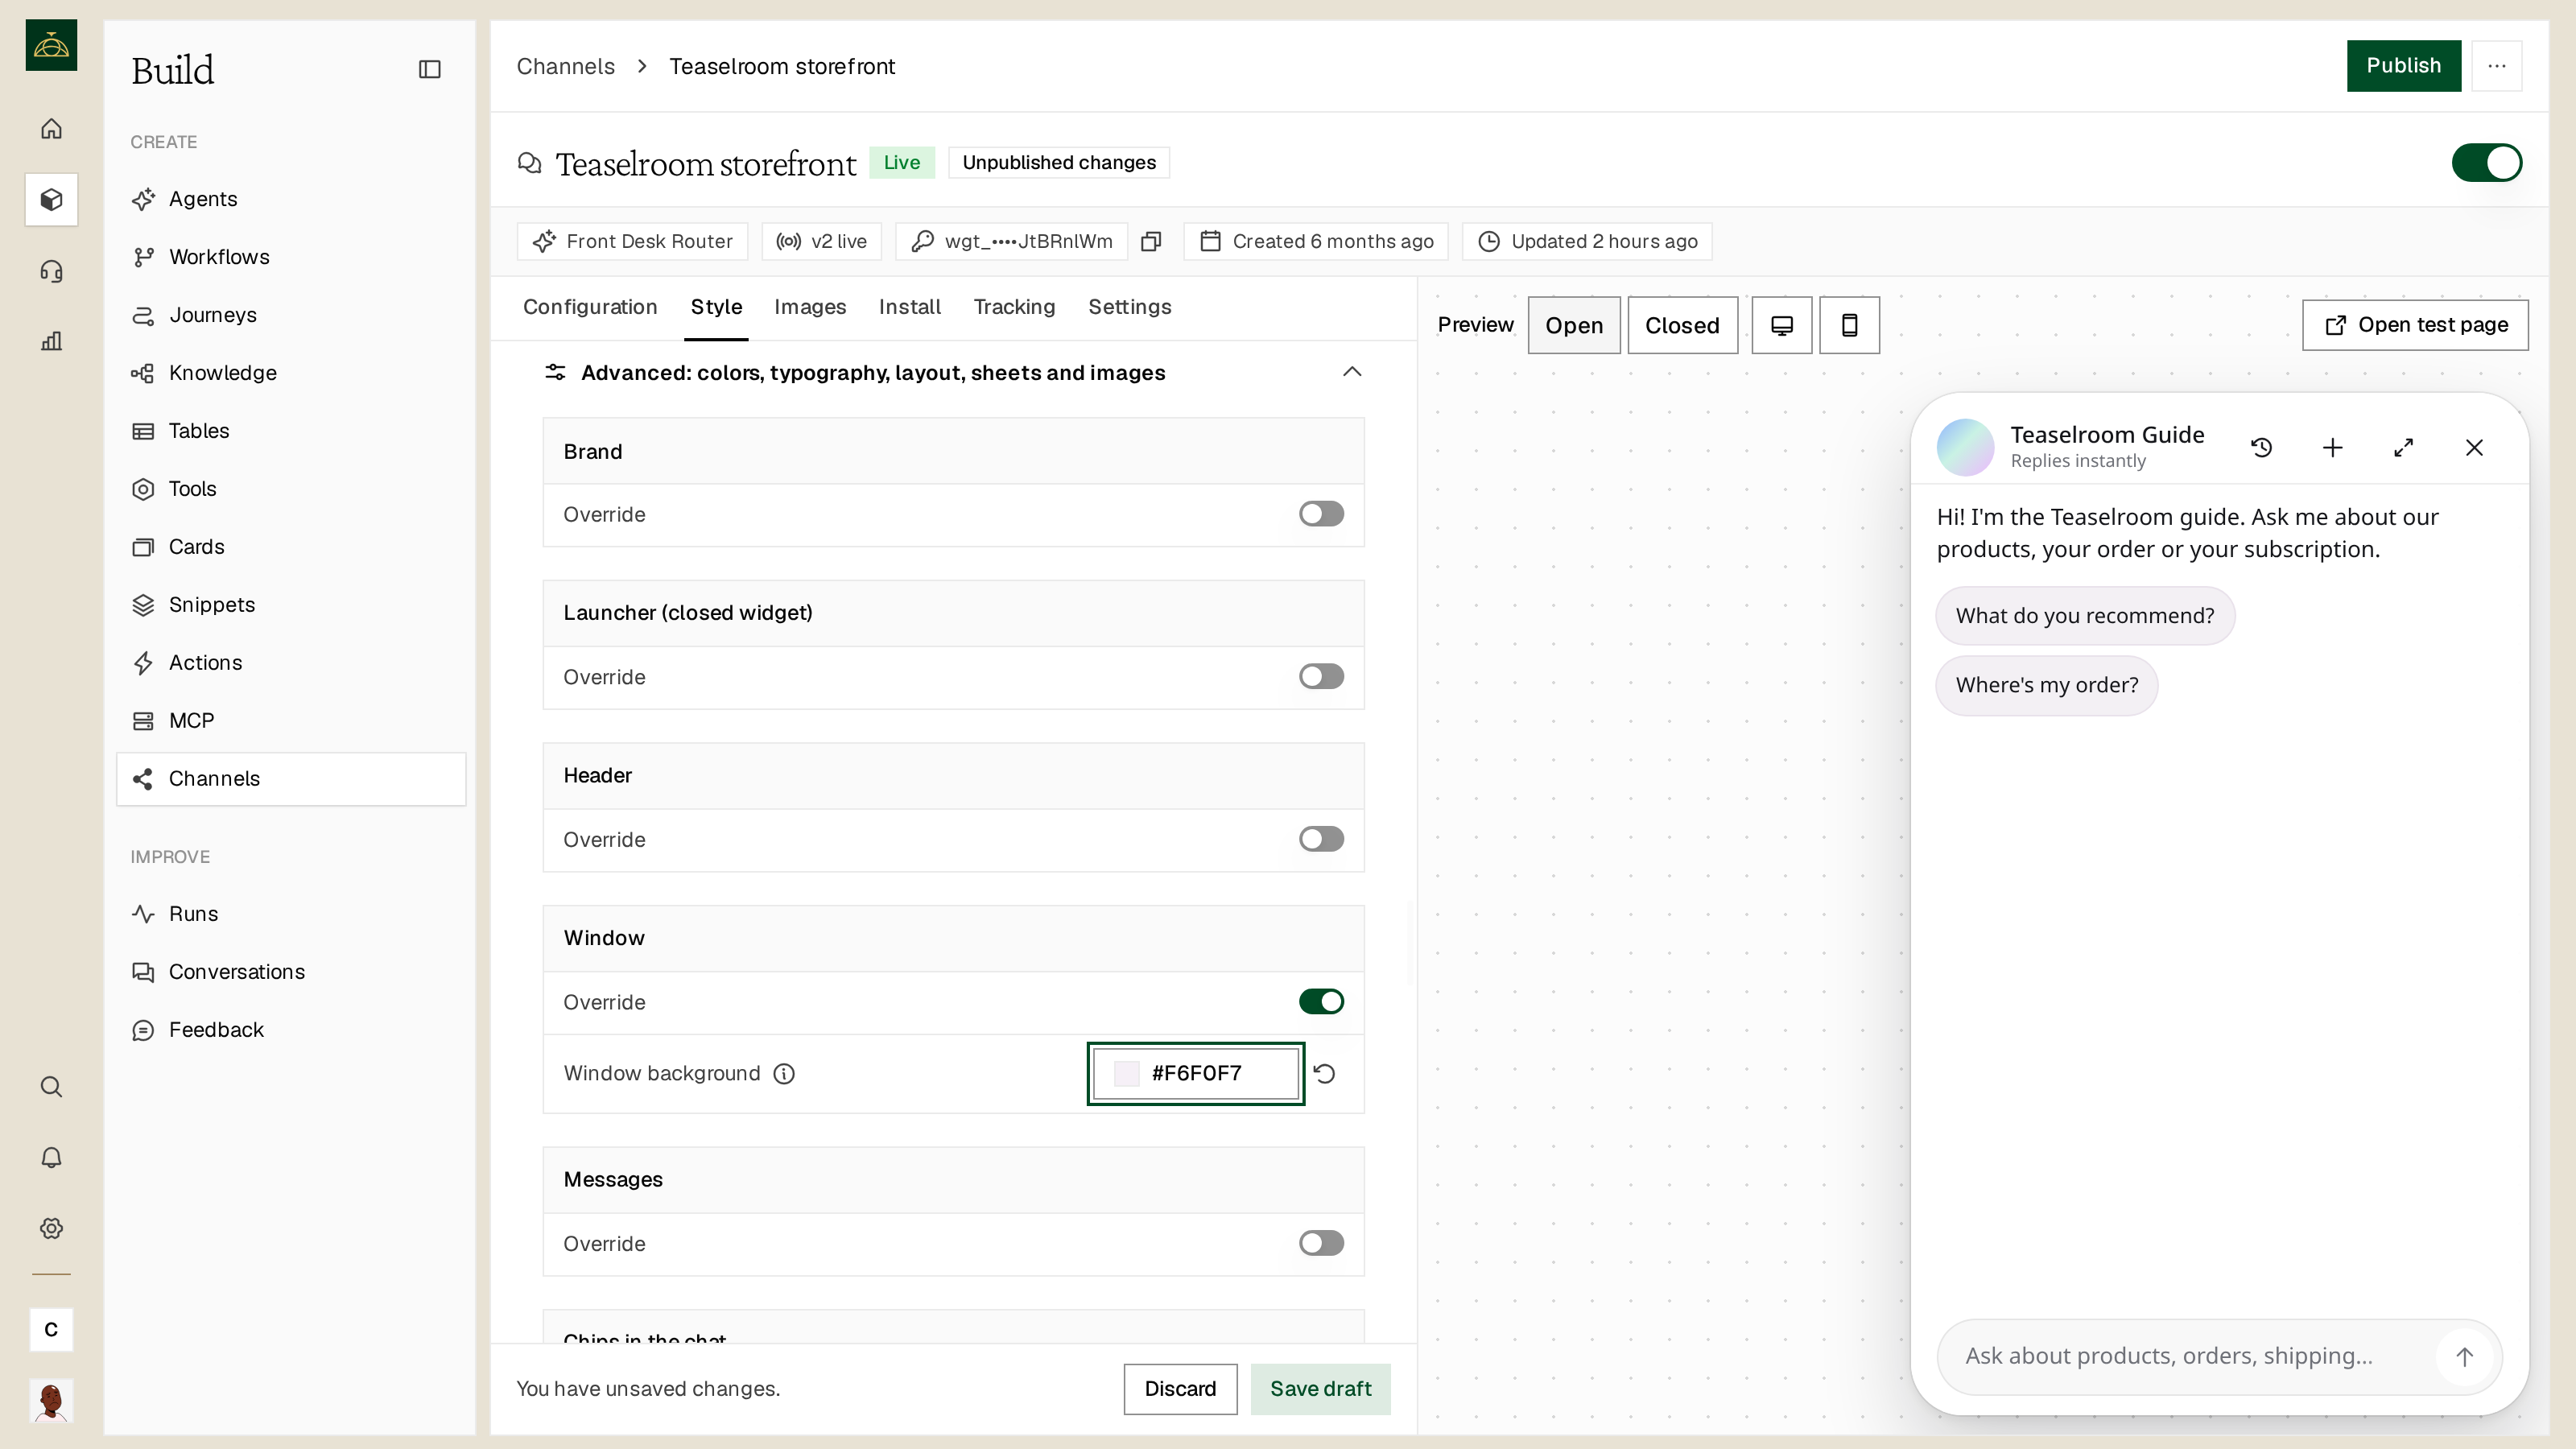 Build
CREATE
Agents
Workflows
Journeys
Knowledge
Tables
Tools
Cards
Snippets
Actions
MCP
Channels
IMPROVE
Runs
Conversations
Feedback
C
Channels > Teaselroom storefront
Publish
Teaselroom storefront
Live
Unpublished changes
Front Desk Router
v2 live
wgt_••••JtBRnlWm
Created 6 months ago
Updated 2 hours ago
Configuration
Style
Images
Install
Tracking
Settings
Advanced: colors, typography, layout, sheets and images
Brand
Override
Launcher (closed widget)
Override
Header
Override
Window
Override
Window background
#F6F0F7
Messages
Override
Chips in the chat
You have unsaved changes.
Discard
Save draft
Preview
Open
Closed
Open test page
Teaselroom Guide
Replies instantly
Hi! I'm the Teaselroom guide. Ask me about our
products, your order or your subscription.
What do you recommend?
Where's my order?
Ask about products, orders, shipping...